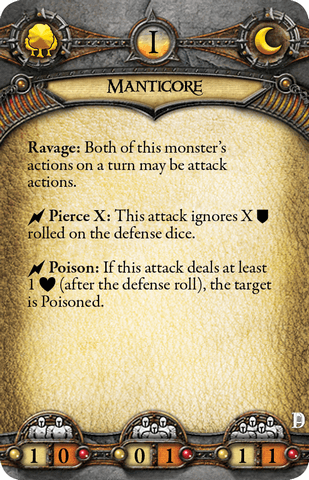 I
MANTICORE
Ravage: Both of this monster's
actions on a turn may be attack
actions.
Pierce X: This attack ignores X
rolled on the defense dice.
Poison: If this attack deals at least
1 (after the defense roll), the target
is Poisoned.
D
1 0 0 1 1 1